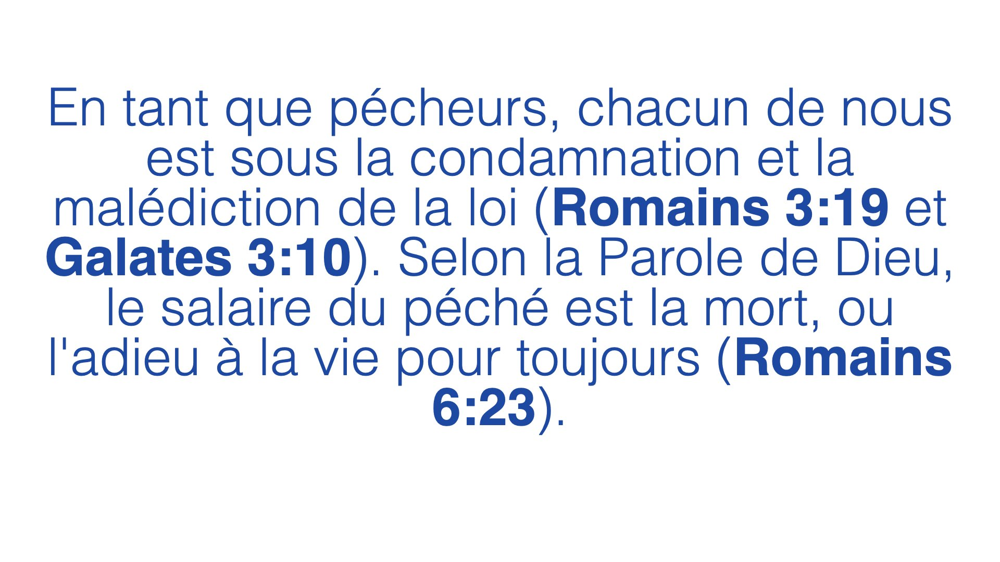 En tant que pécheurs, chacun de nous
est sous la condamnation et la
malédiction de la loi (Romains 3:19 et
Galates 3:10). Selon la Parole de Dieu,
le salaire du péché est la mort, ou
l'adieu à la vie pour toujours (Romains
6:23).